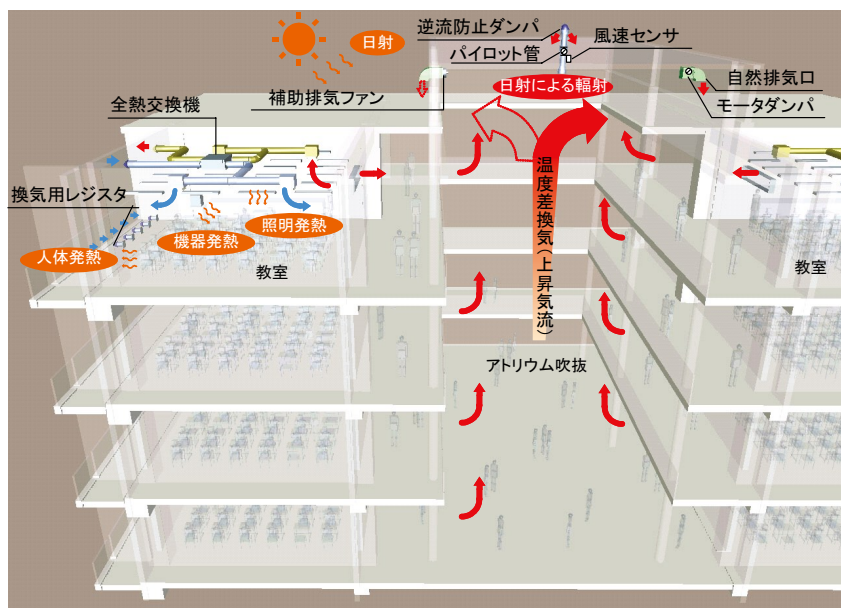 逆流防止ダンパ
風速センサ
日射
パイロット管
自然排気口
補助排気ファン
日射による輻射
モータダンパ
全熱交換機
換気用レジスタ
照明発熱
機器発熱
人体発熱
教室
教室
温度差換気(上昇気流)
アトリウム吹抜